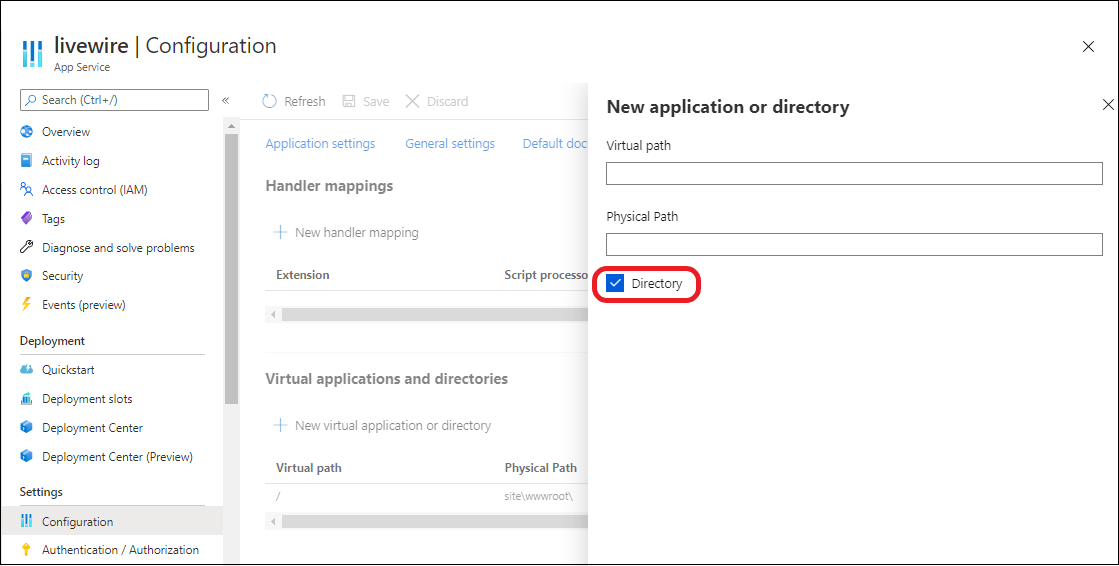 livewire | Configuration
App Service
Search (Ctrl+/)
«
Overview
Activity log
Access control (IAM)
Tags
Diagnose and solve problems
Security
Events (preview)
Deployment
Quickstart
Deployment slots
Deployment Center
Deployment Center (Preview)
Settings
Configuration
Authentication / Authorization
Refresh Save Discard
Application settings General settings Default doc
Handler mappings
New handler mapping
Extension Script processo
Virtual applications and directories
New virtual application or directory
Virtual path Physical Path
/ site\wwwroot\
New application or directory
Virtual path
Physical Path
Directory